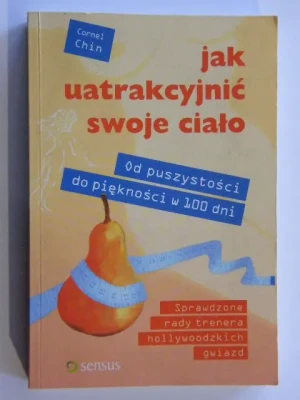 Cornel
Chin
jak
uatrakcyjnić
swoje ciało
Od puszystości
do piękności w 100 dni
Sprawdzone
rady trenera
hollywoodzkich
gwiazd
sensus